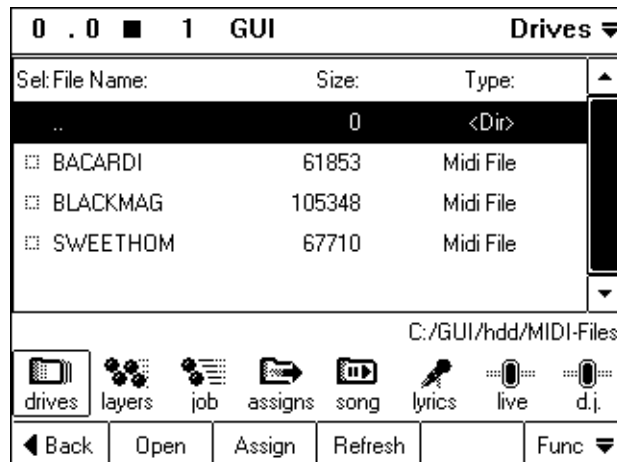 0 . 0 1 GUI Drives
Sel: File Name: Size: Type:
.. 0 <Dir>
BACARDI 61853 Midi File
BLACKMAG 105348 Midi File
SWEETHOM 67710 Midi File
C:/GUI/hdd/MIDI-Files
drives layers job assigns song lyrics live d.j.
Back Open Assign Refresh Func